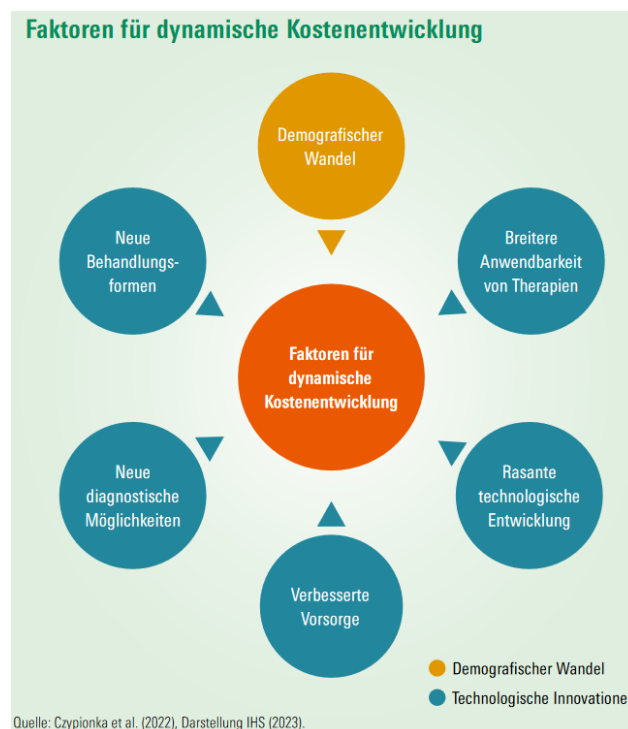 Faktoren für dynamische Kostenentwicklung
Demografischer
Wandel
Neue
Behandlungs-
formen
Breitere
Anwendbarkeit
von Therapien
Faktoren für
dynamische
Kostenentwicklung
Neue
diagnostische
Möglichkeiten
Rasante
technologische
Entwicklung
Verbesserte
Vorsorge
Demografischer Wandel
Technologische Innovatione
Quelle: Czypionka et al. (2022), Darstellung IHS (2023).